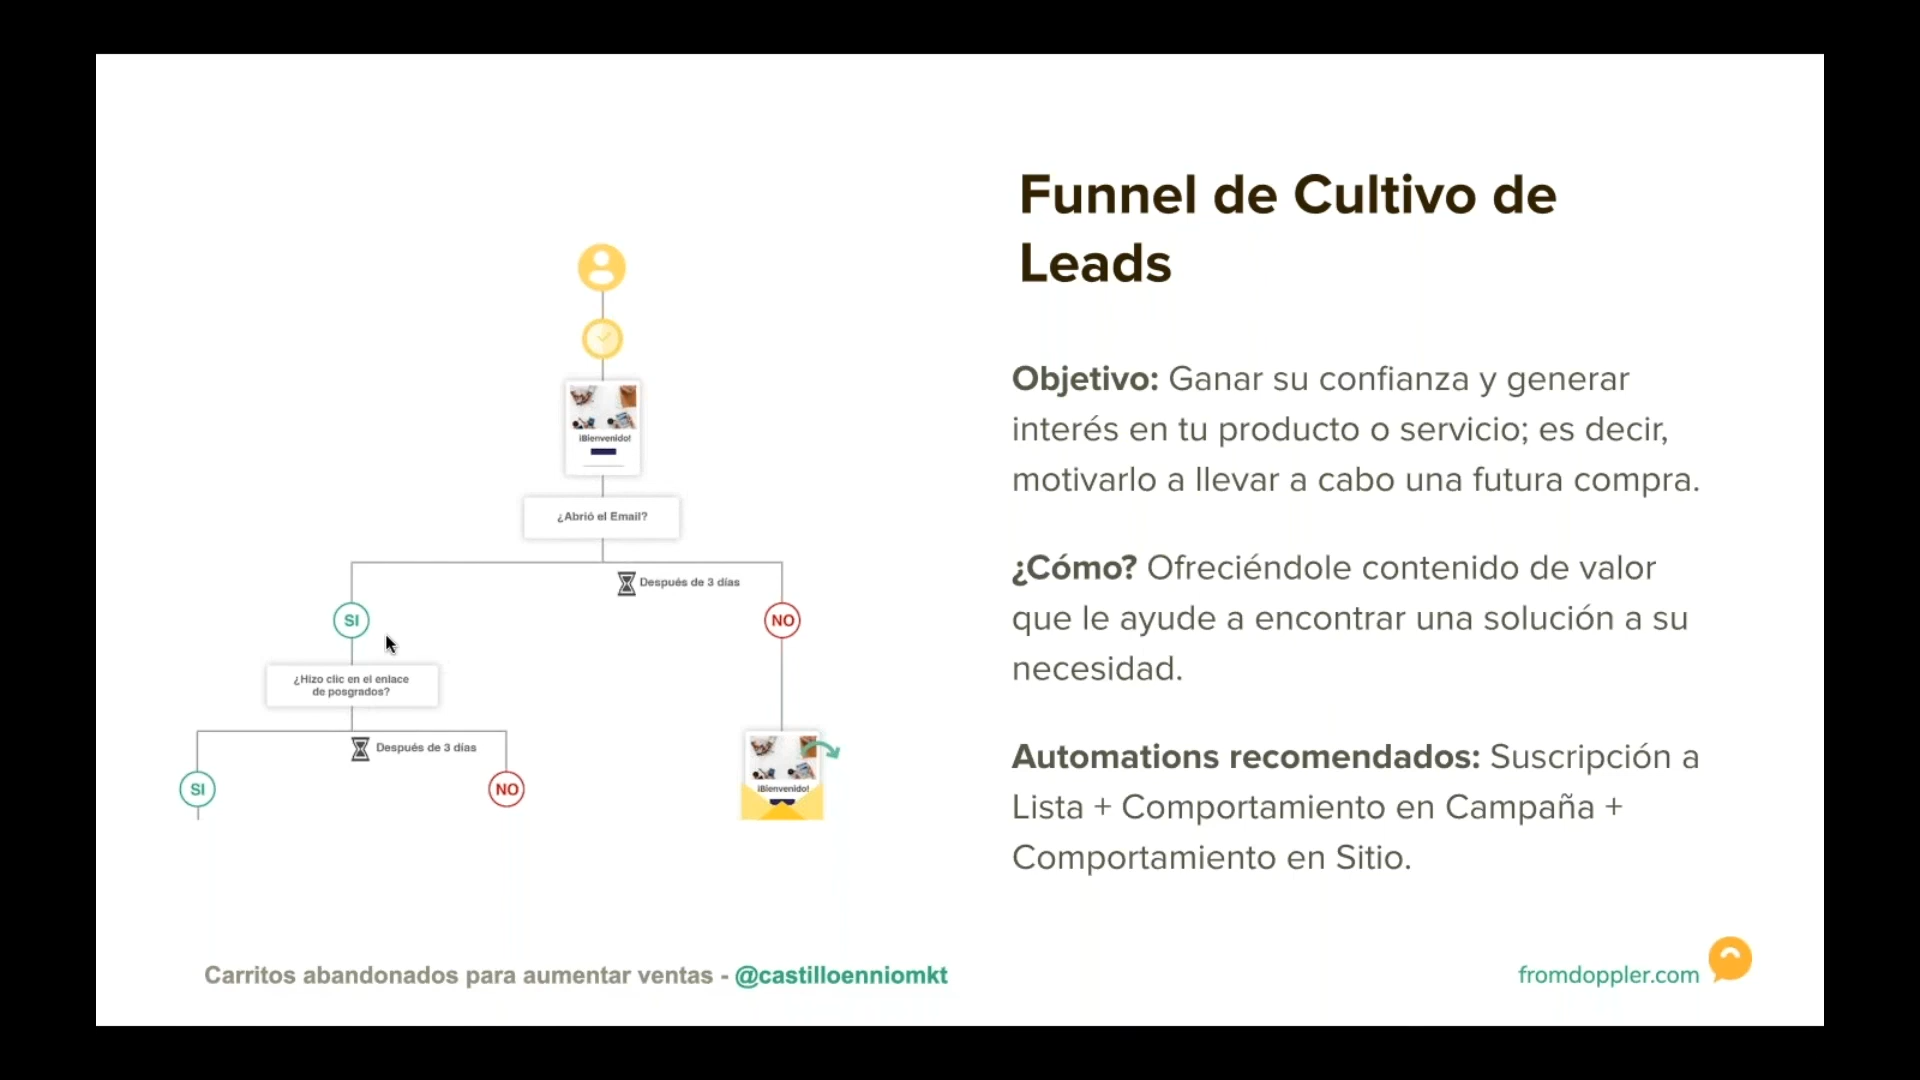 Funnel de Cultivo de
Leads
¡Bienvenido!
¿Abrió el Email?
Después de 3 días
SI
NO
¿Hizo clic en el enlace
de posgrados?
Después de 3 días
SI
NO
¡Bienvenido!
Objetivo: Ganar su confianza y generar
interés en tu producto o servicio; es decir,
motivarlo a llevar a cabo una futura compra.
¿Cómo? Ofreciéndole contenido de valor
que le ayude a encontrar una solución a su
necesidad.
Automations recomendados: Suscripción a
Lista + Comportamiento en Campaña +
Comportamiento en Sitio.
Carritos abandonados para aumentar ventas - @castilloenniomkt
fromdoppler.com